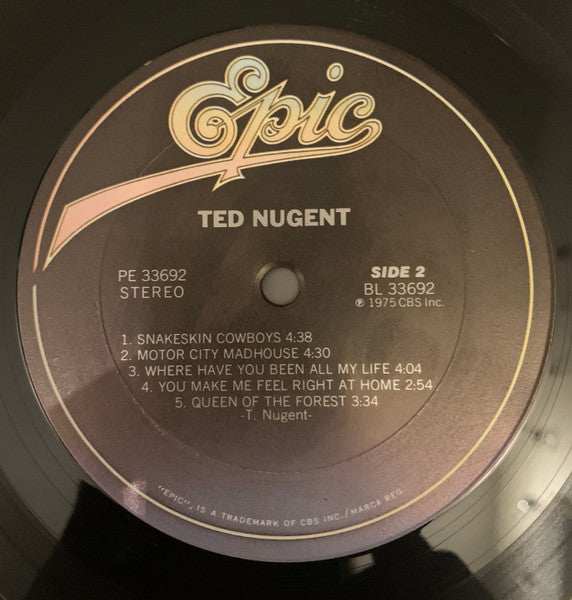 Epic
TED NUGENT
PE 33692
STEREO
SIDE 2
BL 33692
℗ 1975 CBS Inc.
1. SNAKESKIN COWBOYS 4:38
2. MOTOR CITY MADHOUSE 4:30
3. WHERE HAVE YOU BEEN ALL MY LIFE 4:04
4. YOU MAKE ME FEEL RIGHT AT HOME 2:54
5. QUEEN OF THE FOREST 3:34
-T. Nugent-
"EPIC", IS A TRADEMARK OF CBS INC./MARCA REG.